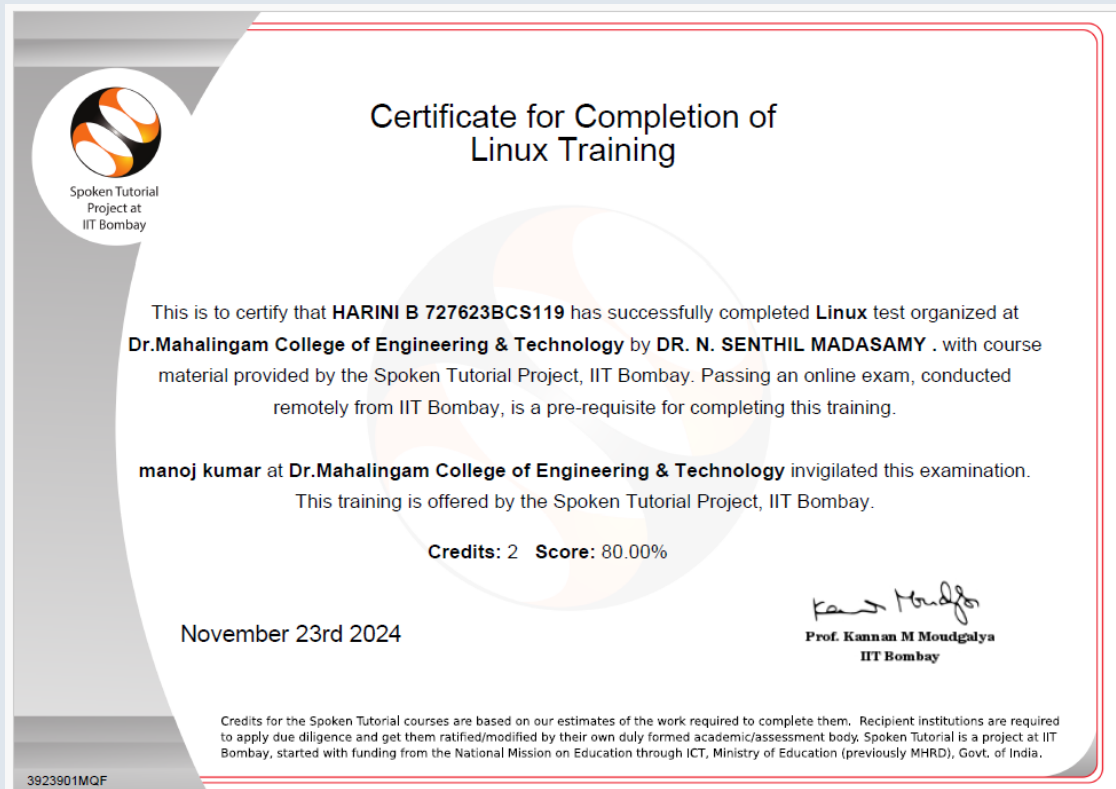 Spoken Tutorial
Project at
IIT Bombay
Certificate for Completion of
Linux Training
This is to certify that HARINI B 727623BCS119 has successfully completed Linux test organized at
Dr.Mahalingam College of Engineering & Technology by DR. N. SENTHIL MADASAMY . with course
material provided by the Spoken Tutorial Project, IIT Bombay. Passing an online exam, conducted
remotely from IIT Bombay, is a pre-requisite for completing this training.
manoj kumar at Dr.Mahalingam College of Engineering & Technology invigilated this examination.
This training is offered by the Spoken Tutorial Project, IIT Bombay.
Credits: 2 Score: 80.00%
November 23rd 2024
Prof. Kannan M Moudgalya
IIT Bombay
Credits for the Spoken Tutorial courses are based on our estimates of the work required to complete them. Recipient institutions are required
to apply due diligence and get them ratified/modified by their own duly formed academic/assessment body. Spoken Tutorial is a project at IIT
Bombay, started with funding from the National Mission on Education through ICT, Ministry of Education (previously MHRD), Govt. of India.
3923901MQF